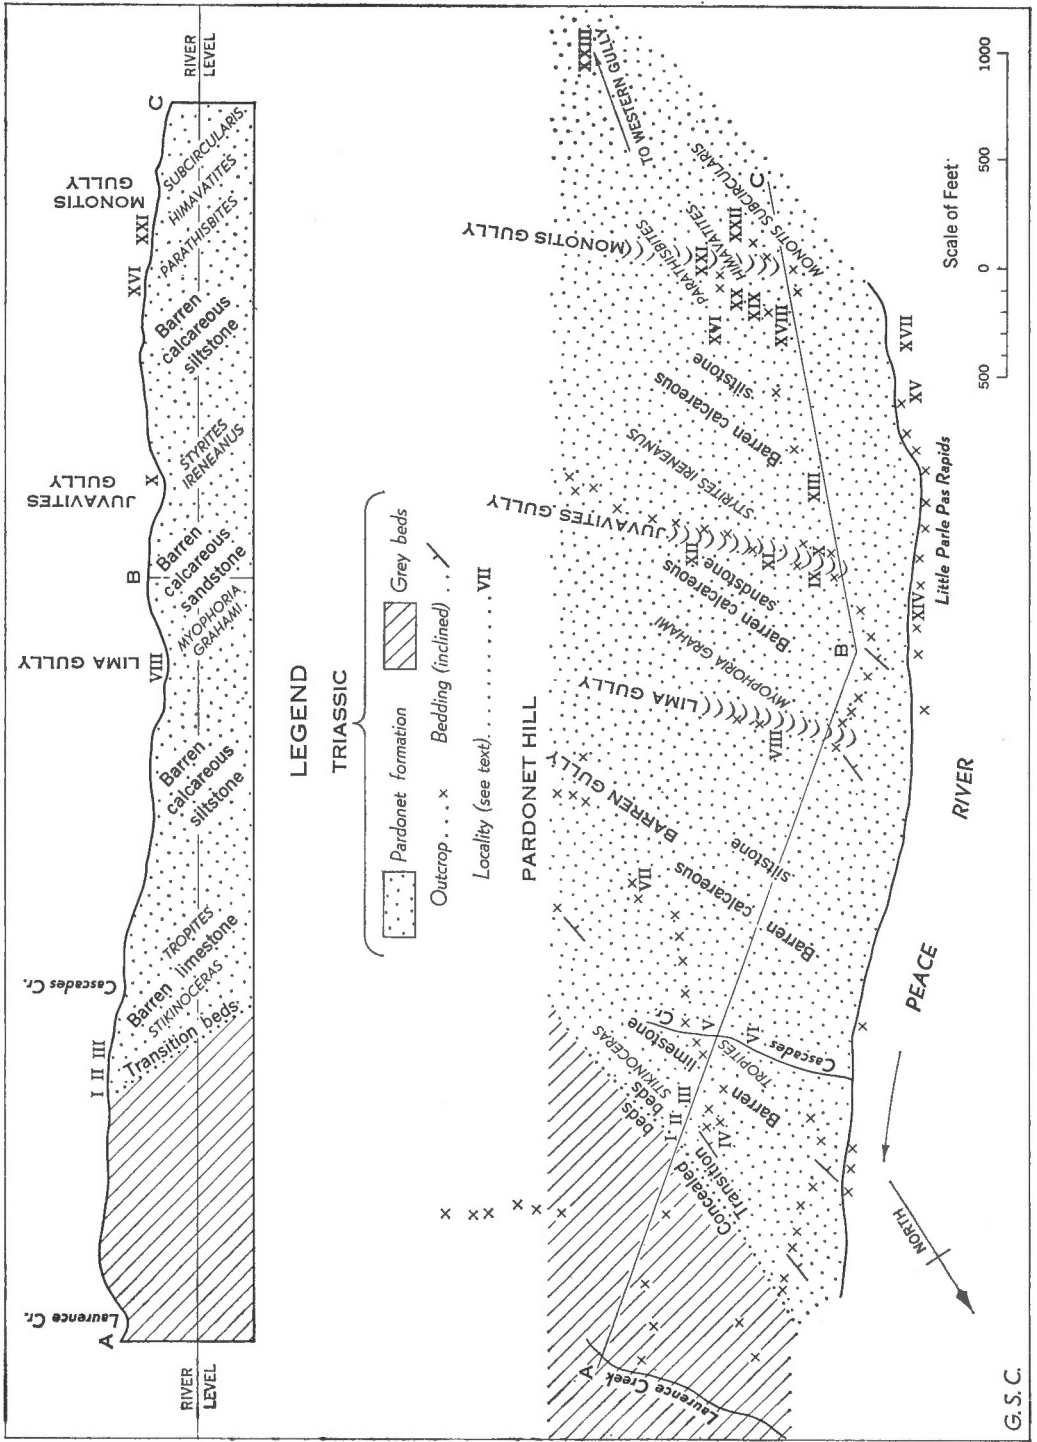 RIVER
LEVEL
A
Laurence Cr.
I II III
Cascades Cr.
VIII
LIMA GULLY
B
X
JUVAVITES
GULLY
XVI
XXI
MONOTIS
GULLY
C
RIVER
LEVEL
Transition beds
STIKINOCERAS
Barren limestone
TROPITES
Barren
calcareous
siltstone
MYOPHORIA
GRAHAMI
Barren
calcareous
sandstone
STYRITES
IRENEANUS
Barren
calcareous
siltstone
PARATHISBITES
HIMAVATITES
SUBCIRCULARIS
LEGEND
TRIASSIC
Pardonet formation
Grey beds
Outcrop . . . x
Bedding (inclined) . .
Locality (see text) . . . . . . . . . . VII
PARDONET HILL
A
Laurence Creek
Concealed beds
Transition beds
I II III
IV
STIKINOCERAS
Barren limestone
TROPITES
Cascades Cr.
V
VI
VII
Barren calcareous siltstone
BARREN GULLY
LIMA GULLY
VIII
MYOPHORIA GRAHAMI
B
Barren calcareous
sandstone
JUVAVITES GULLY
IX
X
XI
XII
XIII
XIV
STYRITES IRENEANUS
Barren calcareous
siltstone
XV
XVI
XVII
XVIII
XIX
XX
XXI
XXII
PARATHISBITES
HIMAVATITES
MONOTIS GULLY
MONOTIS SUBCIRCULARIS
C
TO WESTERN GULLY
XXIII
Little Parle Pas Rapids
PEACE
RIVER
NORTH
Scale of Feet
500 0 500 1000
G.S.C.